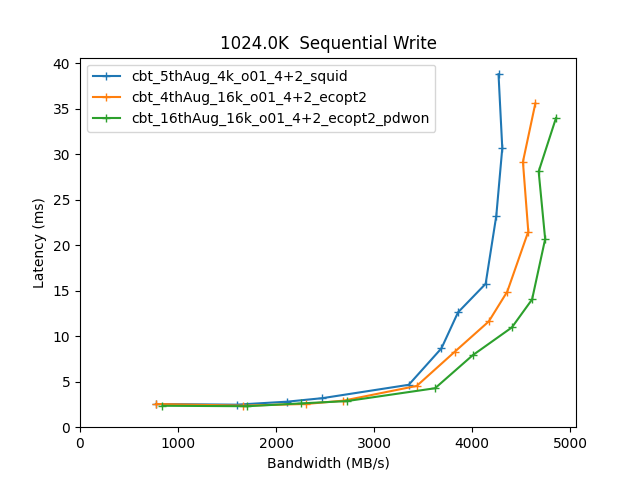 1024.0K  Sequential Write
cbt_5thAug_4k_o01_4+2_squid
cbt_4thAug_16k_o01_4+2_ecopt2
cbt_16thAug_16k_o01_4+2_ecopt2_pdwon
40
35
30
25
20
15
10
5
0
Latency (ms)
0 1000 2000 3000 4000 5000
Bandwidth (MB/s)